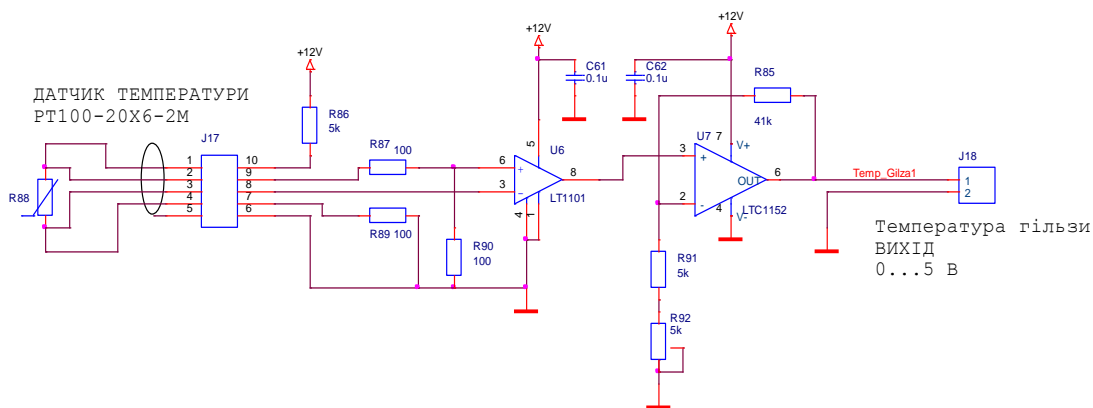 ДАТЧИК ТЕМПЕРАТУРИ
РТ100-20Х6-2М
R88
J17
1
2
3
4
5
10
9
8
7
6
+12V
R86
5k
R87
100
R89
100
R90
100
+12V
C61
0.1u
5
U6
6
+
3
-
8
LT1101
4
1
C62
0.1u
+12V
R85
41k
U7
7
V+
3
+
2
-
OUT
6
LTC1152
4
V-
R91
5k
R92
5k
Temp_Gilza1
J18
1
2
Температура гільзи
ВИХІД
0...5 В